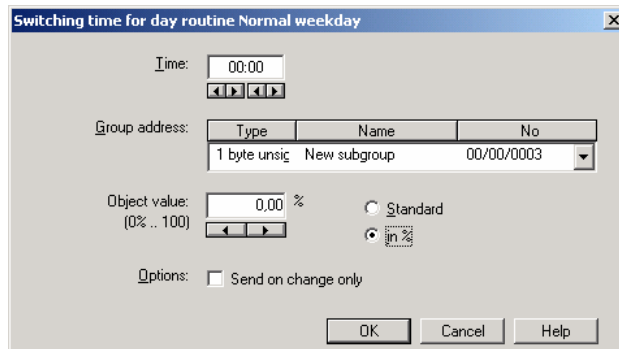 Switching time for day routine Normal weekday
Time: 00:00
Group address: Type Name No
1 byte unsig New subgroup 00/00/0003
Object value: 0,00 % Standard
(0% .. 100) in %
Options: Send on change only
OK Cancel Help